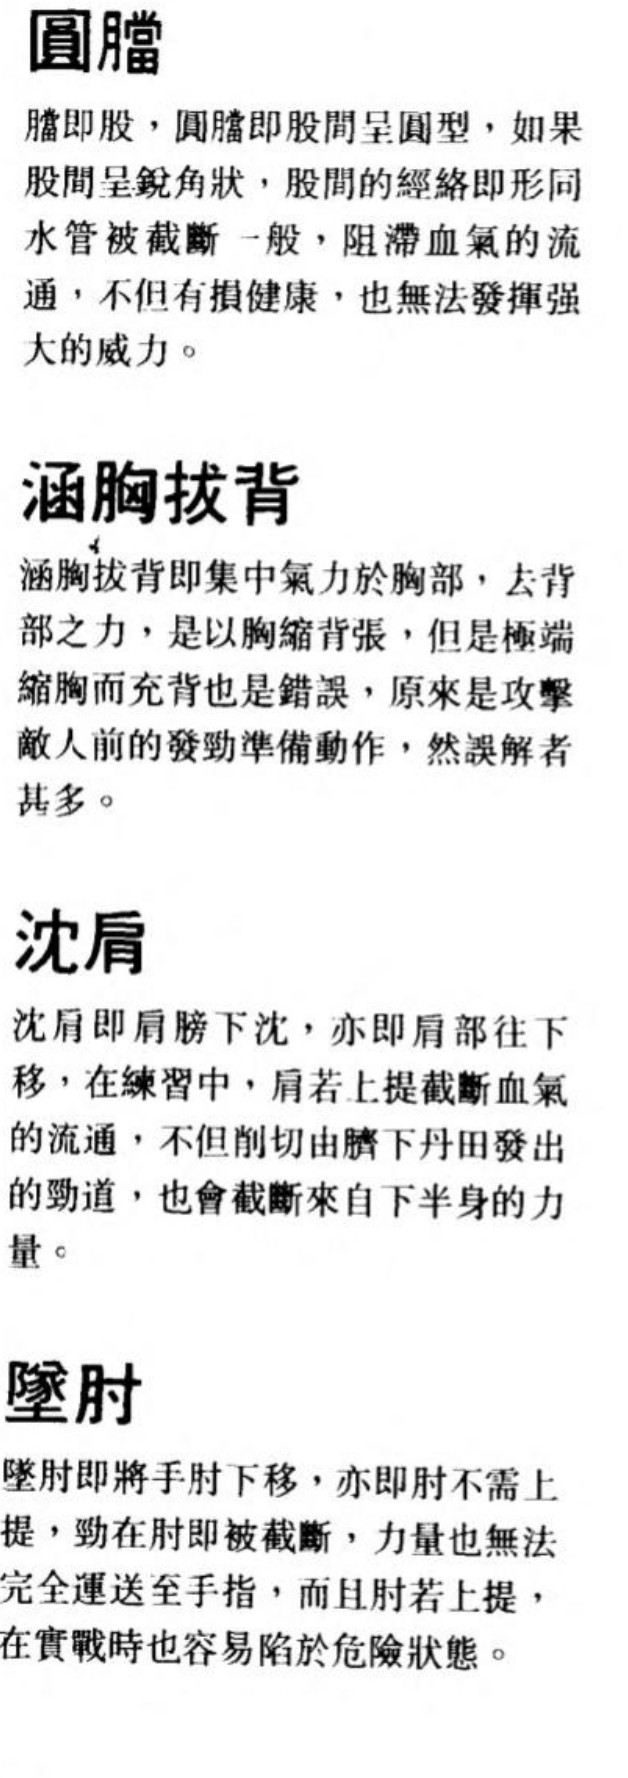 圓臔
臔即股，圓臔即股間呈圓型，如果
股間呈銳角狀，股間的經絡即形同
水管被截斷一般，阻滯血氣的流
通，不但有損健康，也無法發揮强
大的威力。
涵胸拔背
涵胸拔背即集中氣力於胸部，去背
部之力，是以胸縮背張，但是極端
縮胸而充背也是錯誤，原來是攻擊
敵人前的發勁準備動作，然誤解者
甚多。
沈肩
沈肩即肩膀下沈，亦即肩部往下
移，在練習中，肩若上提截斷血氣
的流通，不但削切由臍下丹田發出
的勁道，也會截斷來自下半身的力
量。
墜肘
墜肘即將手肘下移，亦即肘不需上
提，勁在肘即被截斷，力量也無法
完全運送至手指，而且肘若上提，
在實戰時也容易陷於危險狀態。